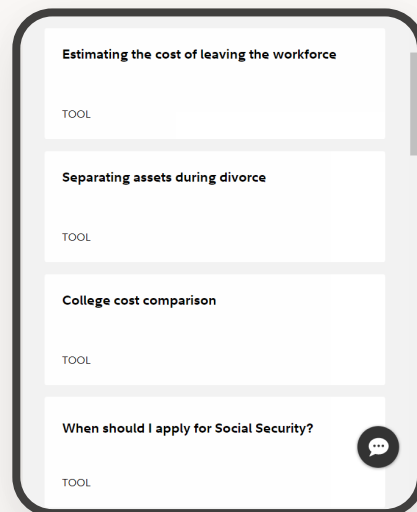 Estimating the cost of leaving the workforce
TOOL
Separating assets during divorce
TOOL
College cost comparison
TOOL
When should I apply for Social Security?
TOOL